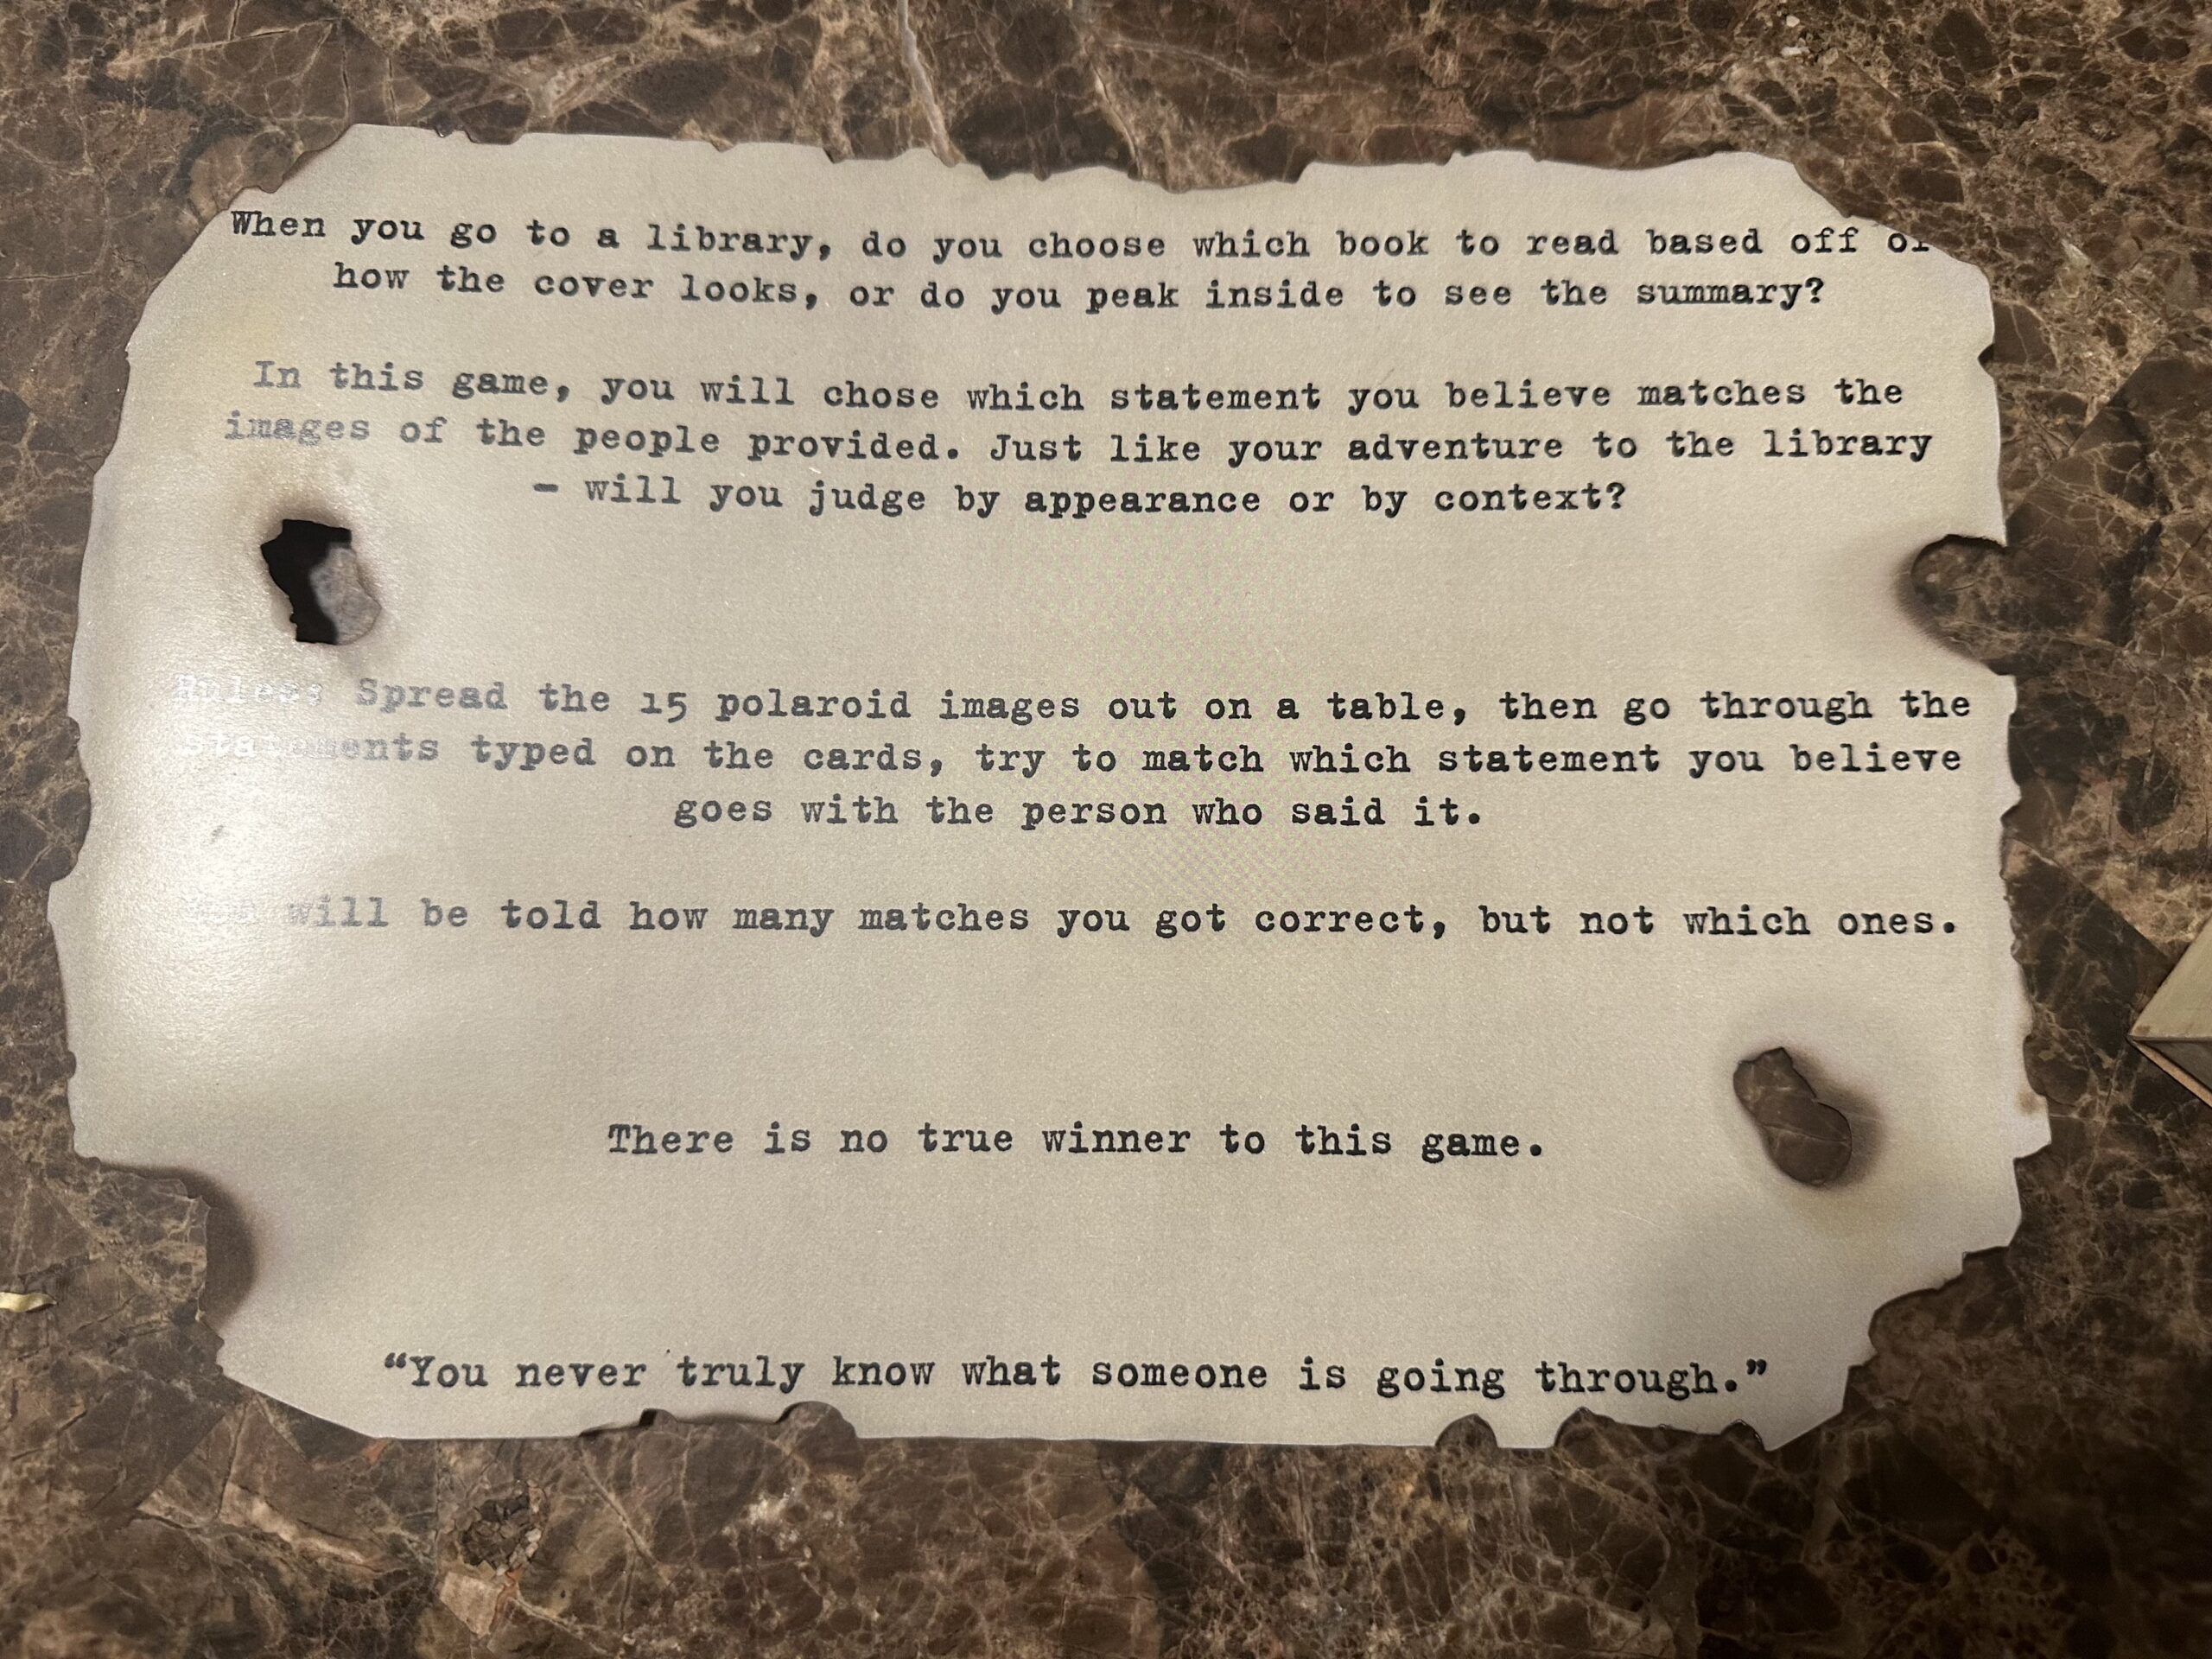 When you go to a library, do you choose which book to read based off of
how the cover looks, or do you peak inside to see the summary?
In this game, you will chose which statement you believe matches the
images of the people provided. Just like your adventure to the library
- will you judge by appearance or by context?
Rules: Spread the 15 polaroid images out on a table, then go through the
statements typed on the cards, try to match which statement you believe
goes with the person who said it.
will be told how many matches you got correct, but not which ones.
There is no true winner to this game.
“You never truly know what someone is going through.”